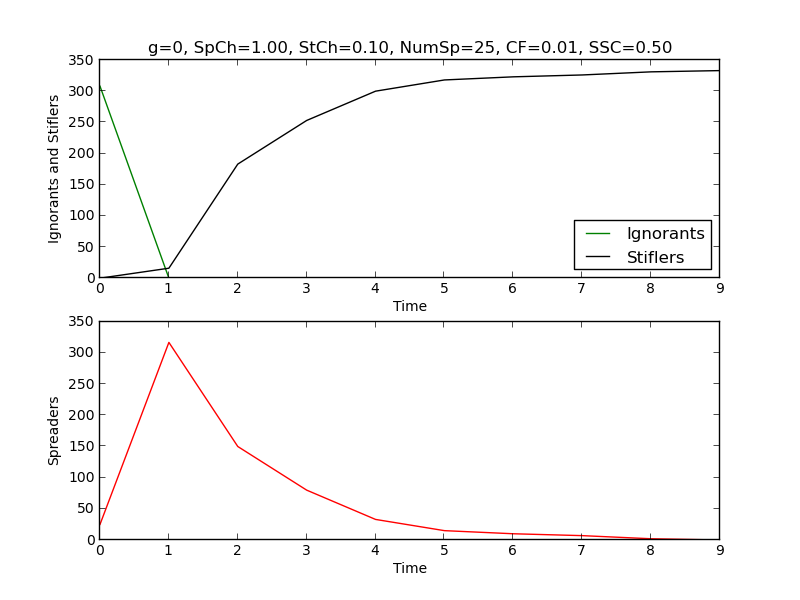 g=0, SpCh=1.00, StCh=0.10, NumSp=25, CF=0.01, SSC=0.50
350
300
250
200
150
100
50
0
Ignorants and Stiflers
Ignorants
Stiflers
0 1 2 3 4 5 6 7 8 9
Time
350
300
250
200
150
100
50
0
Spreaders
0 1 2 3 4 5 6 7 8 9
Time